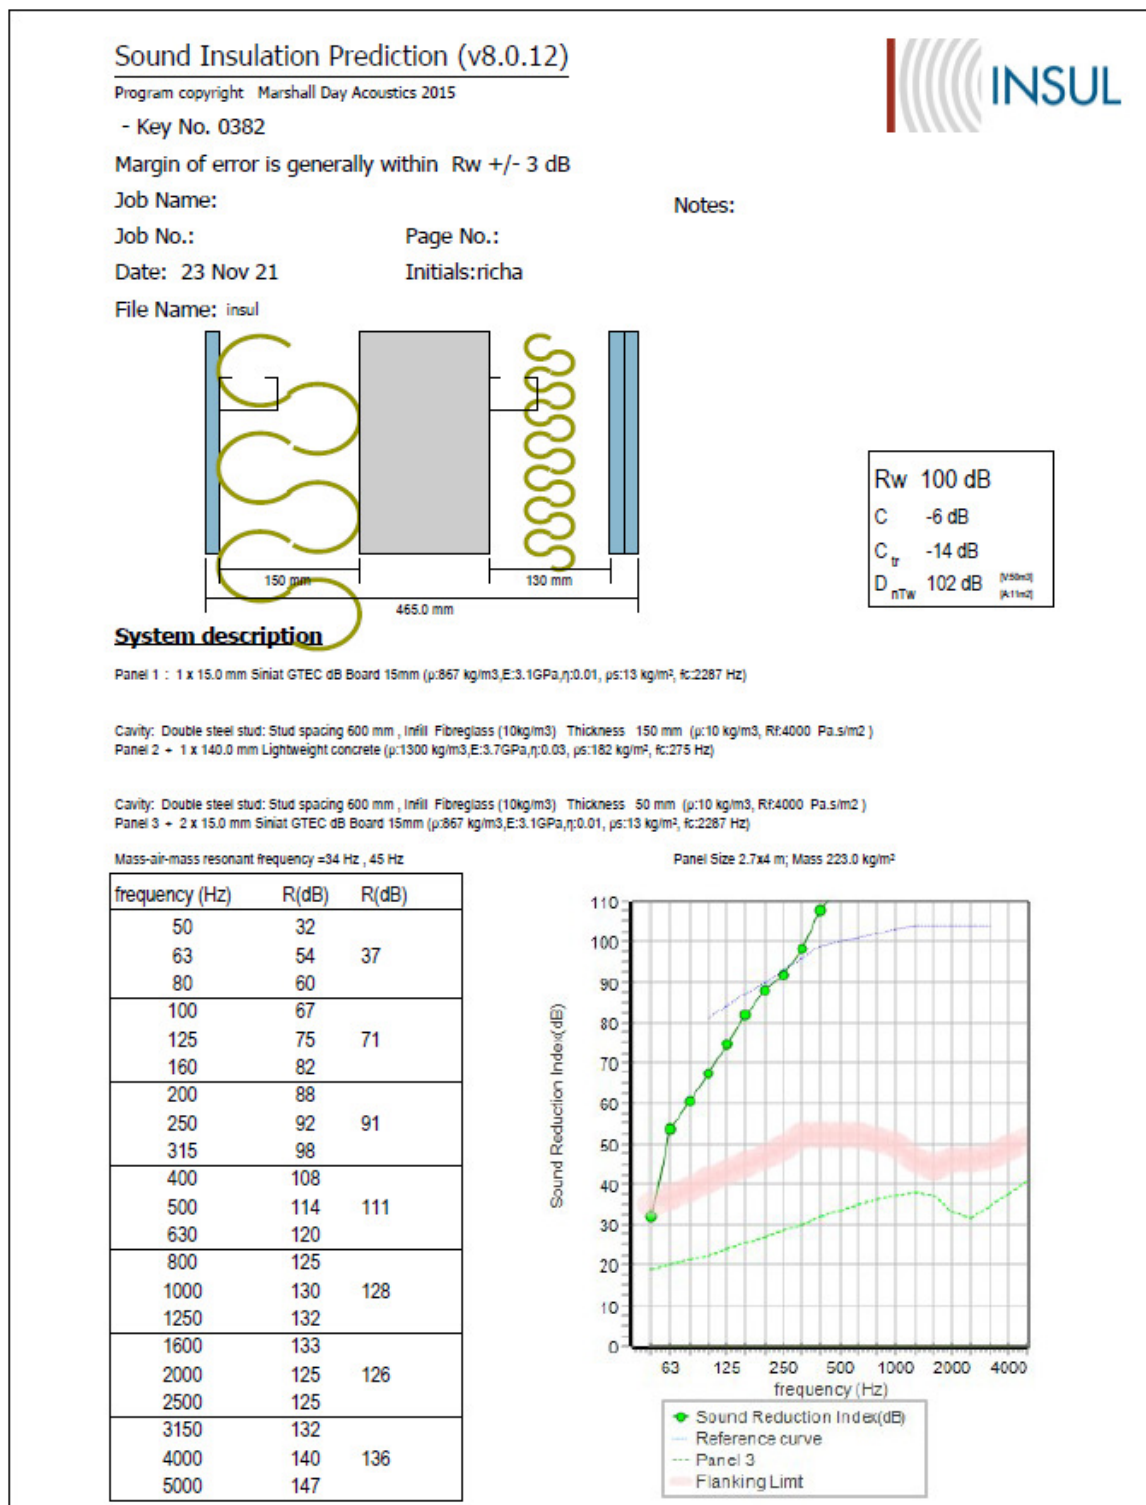 Sound Insulation Prediction (v8.0.12)
Program copyright Marshall Day Acoustics 2015
- Key No. 0382
Margin of error is generally within Rw +/- 3 dB
Job Name:
Notes:
Job No.: Page No.:
Date: 23 Nov 21 Initials:richa
File Name: insul
INSUL
150 mm 130 mm
465.0 mm
Rw 100 dB
C -6 dB
C tr -14 dB
D nTw 102 dB [V:50m3]
[A:11m2]
System description
Panel 1 : 1 x 15.0 mm Siniat GTEC dB Board 15mm (ρ:867 kg/m3,E:3.1GPa,η:0.01, ρs:13 kg/m², fc:2287 Hz)
Cavity: Double steel stud: Stud spacing 600 mm , Infill Fibreglass (10kg/m3) Thickness 150 mm (ρ:10 kg/m3, Rf:4000 Pa.s/m2 )
Panel 2 + 1 x 140.0 mm Lightweight concrete (ρ:1300 kg/m3,E:3.7GPa,η:0.03, ρs:182 kg/m², fc:275 Hz)
Cavity: Double steel stud: Stud spacing 600 mm , Infill Fibreglass (10kg/m3) Thickness 50 mm (ρ:10 kg/m3, Rf:4000 Pa.s/m2 )
Panel 3 + 2 x 15.0 mm Siniat GTEC dB Board 15mm (ρ:867 kg/m3,E:3.1GPa,η:0.01, ρs:13 kg/m², fc:2287 Hz)
Mass-air-mass resonant frequency =34 Hz , 45 Hz
Panel Size 2.7x4 m; Mass 223.0 kg/m²
frequency (Hz) R(dB) R(dB)
50 32
63 54 37
80 60
100 67
125 75 71
160 82
200 88
250 92 91
315 98
400 108
500 114 111
630 120
800 125
1000 130 128
1250 132
1600 133
2000 125 126
2500 125
3150 132
4000 140 136
5000 147
Sound Reduction Index(dB)
110
100
90
80
70
60
50
40
30
20
10
0
63 125 250 500 1000 2000 4000
frequency (Hz)
Sound Reduction Index(dB)
Reference curve
Panel 3
Flanking Limit